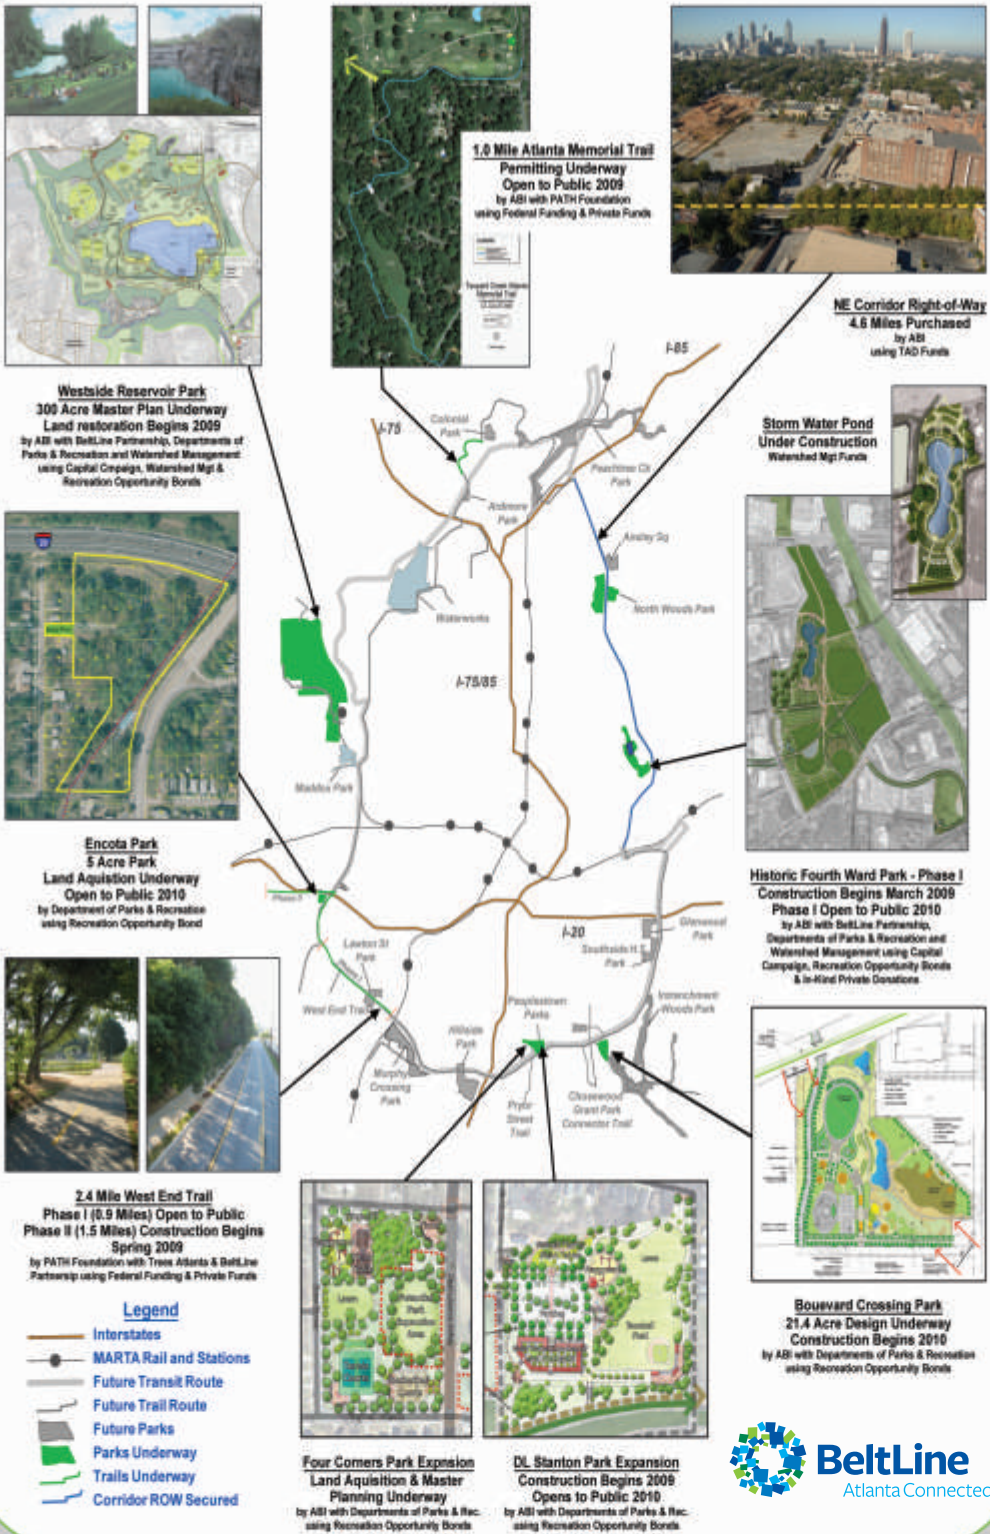 1.0 Mile Atlanta Memorial Trail
Permitting Underway
Open to Public 2009
by ABI with PATH Foundation
using Federal Funding & Private Funds
Memorial Trail
NE Corridor Right-of-Way
4.6 Miles Purchased
by ABI
using TAD Funds
Westside Reservoir Park
300 Acre Master Plan Underway
Land restoration Begins 2009
by ABI with BeltLine Partnership, Departments of
Parks & Recreation and Watershed Management
using Capital Cmpaign, Watershed Mgt &
Recreation Opportunity Bonds
Storm Water Pond
Under Construction
Watershed Mgt Funds
I-85
I-75
Colonial
Park
Peachtree Ck
Park
Ardmore
Park
Ansley Sq
North Woods Park
Waterworks
I-75/85
Maddox Park
Encota Park
5 Acre Park
Land Aquistion Underway
Open to Public 2010
by Department of Parks & Recreation
using Recreation Opportunity Bond
Historic Fourth Ward Park - Phase I
Construction Begins March 2009
Phase I Open to Public 2010
by ABI with BeltLine Partnership,
Departments of Parks & Recreation and
Watershed Management using Capital
Campaign, Recreation Opportunity Bonds
& In-Kind Private Donations
Phase II
I-20
Glenwood
Park
Southside H.S.
Park
Lawton St
Park
Phase I
West End Trail
Intrenchment
Woods Park
Peoplestown
Parks
Hillside
Park
Murphy
Crossing
Park
Pryor
Street
Trail
Chosewood
Grant Park
Connector Trail
2.4 Mile West End Trail
Phase I (0.9 Miles) Open to Public
Phase II (1.5 Miles) Construction Begins
Spring 2009
by PATH Foundation with Trees Atlanta & BeltLine
Partnersip using Federal Funding & Private Funds
Legend
Interstates
MARTA Rail and Stations
Future Transit Route
Future Trail Route
Future Parks
Parks Underway
Trails Underway
Corridor ROW Secured
Four Corners Park Expnsion
Land Aquisition & Master
Planning Underway
by ABI with Departments of Parks & Rec.
using Recreation Opportunity Bonds
DL Stanton Park Expansion
Construction Begins 2009
Opens to Public 2010
by ABI with Departments of Parks & Rec.
using Recreation Opportunity Bonds
Bouevard Crossing Park
21.4 Acre Design Underway
Construction Begins 2010
by ABI with Departments of Parks & Recreation
using Recreation Opportunity Bonds
BeltLine
Atlanta Connected